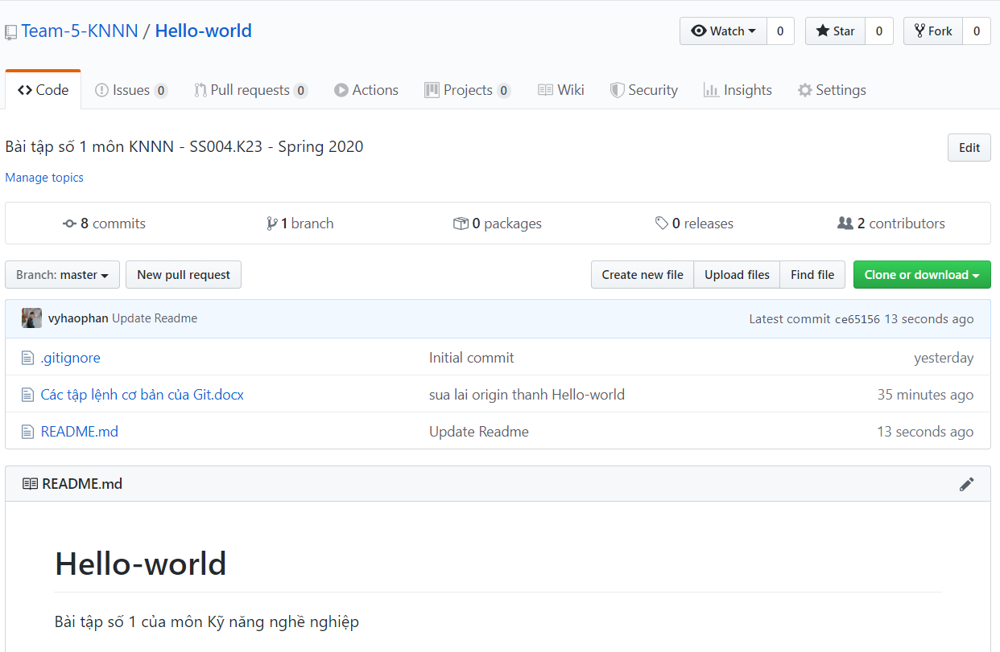 Team-5-KNNN / Hello-world
Watch 0 Star 0 Fork 0
Code Issues 0 Pull requests 0 Actions Projects 0 Wiki Security Insights Settings
Bài tập số 1 môn KNNN - SS004.K23 - Spring 2020
Edit
Manage topics
8 commits 1 branch 0 packages 0 releases 2 contributors
Branch: master New pull request Create new file Upload files Find file Clone or download
vyhaophan Update Readme Latest commit ce65156 13 seconds ago
.gitignore Initial commit yesterday
Các tập lệnh cơ bản của Git.docx sua lai origin thanh Hello-world 35 minutes ago
README.md Update Readme 13 seconds ago
README.md
Hello-world
Bài tập số 1 của môn Kỹ năng nghề nghiệp